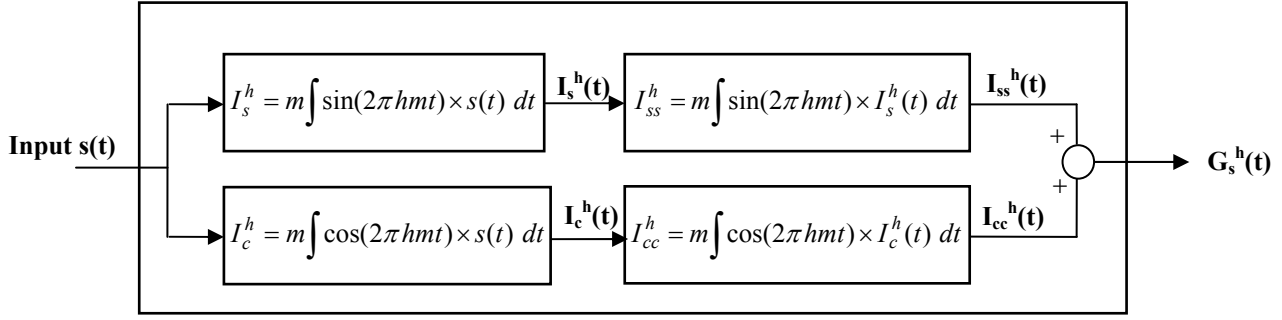 Input s(t)
I_s^h = m∫sin(2πhmt)×s(t) dt
I_s^h(t)
I_ss^h = m∫sin(2πhmt)×I_s^h(t) dt
I_ss^h(t)
+
+
G_s^h(t)
I_c^h = m∫cos(2πhmt)×s(t) dt
I_c^h(t)
I_cc^h = m∫cos(2πhmt)×I_c^h(t) dt
I_cc^h(t)